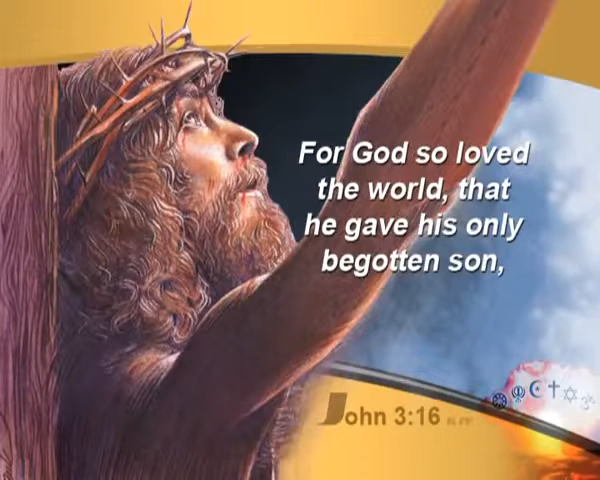 For God so loved
the world, that
he gave his only
begotten son,
John 3:16